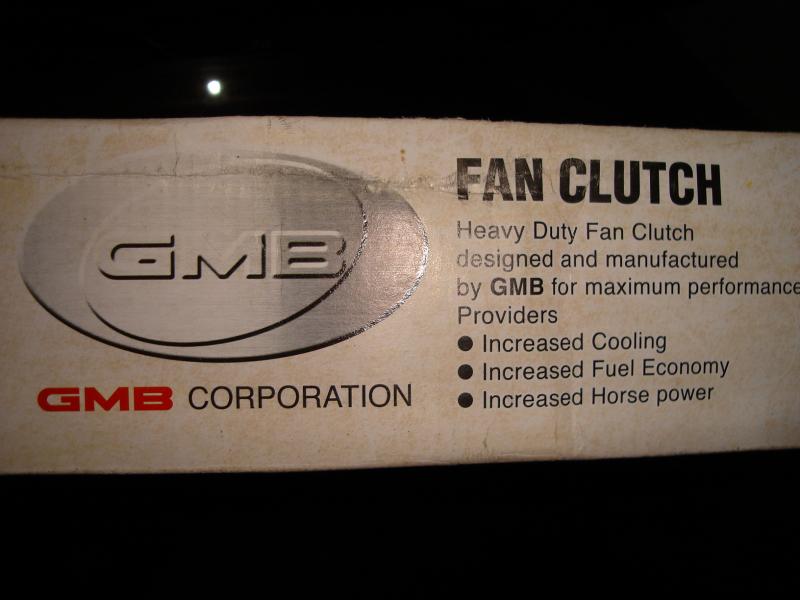 GMB
GMB CORPORATION
FAN CLUTCH
Heavy Duty Fan Clutch
designed and manufactured
by GMB for maximum performance
Providers
● Increased Cooling
● Increased Fuel Economy
● Increased Horse power